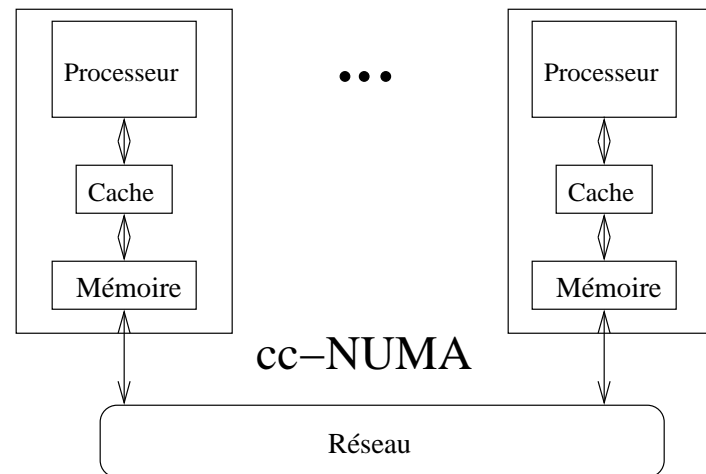 Processeur
Cache
Mémoire
•••
Processeur
Cache
Mémoire
cc–NUMA
Réseau